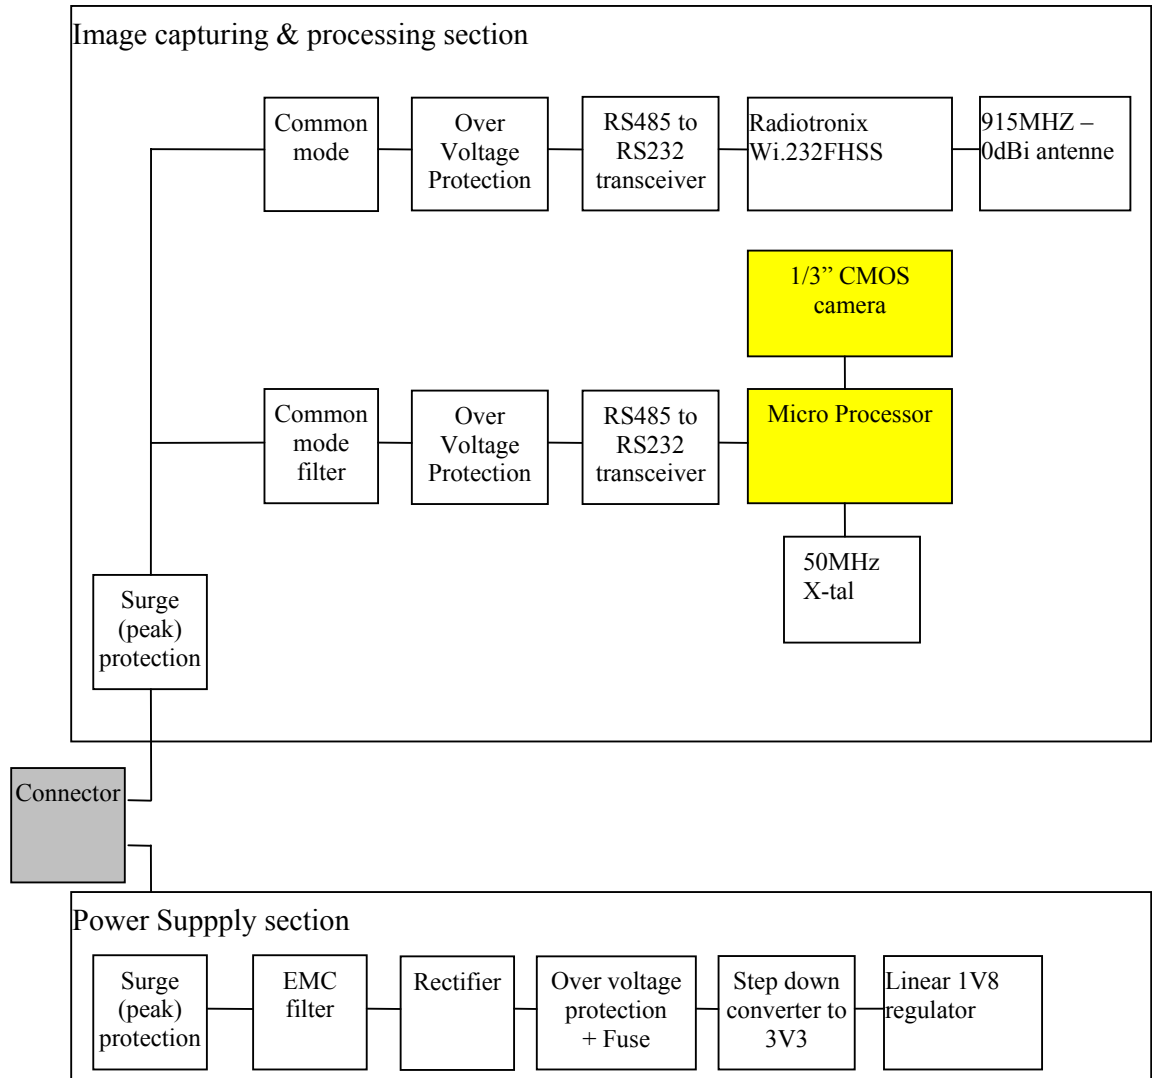 Image capturing & processing section
Common
mode
Over
Voltage
Protection
RS485 to
RS232
transceiver
Radiotronix
Wi.232FHSS
915MHZ –
0dBi antenne
1/3” CMOS
camera
Common
mode
filter
Over
Voltage
Protection
RS485 to
RS232
transceiver
Micro Processor
50MHz
X-tal
Surge
(peak)
protection
Connector
Power Suppply section
Surge
(peak)
protection
EMC
filter
Rectifier
Over voltage
protection
+ Fuse
Step down
converter to
3V3
Linear 1V8
regulator